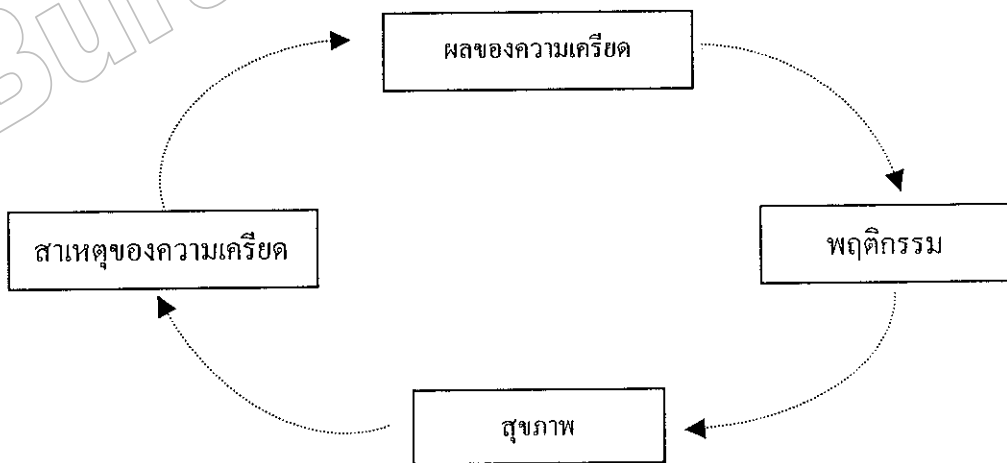 ผลของความเครียด
สาเหตุของความเครียด
พฤติกรรม
สุขภาพ